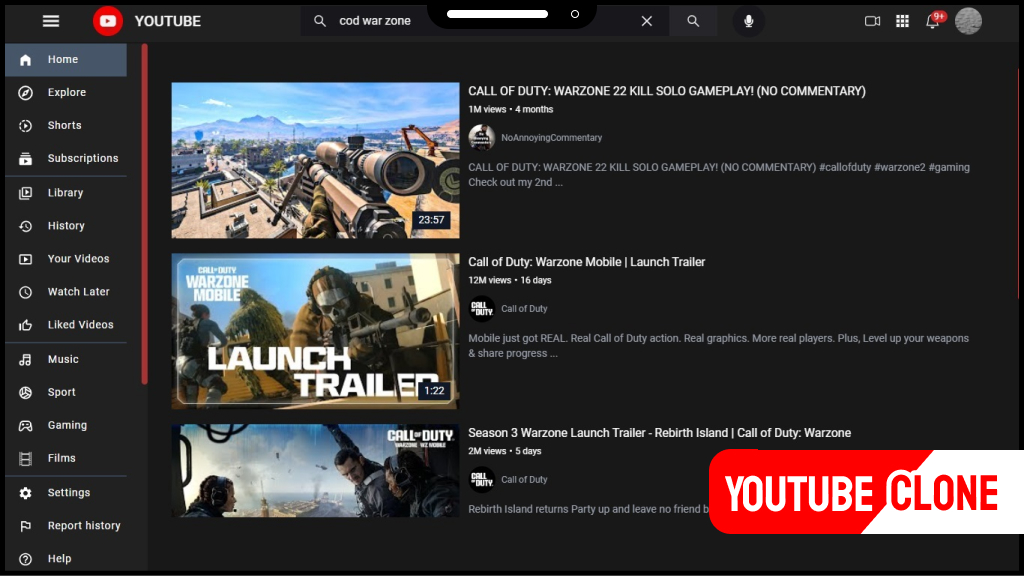 YOUTUBE
cod war zone
9+
Home
Explore
Shorts
Subscriptions
Library
History
Your Videos
Watch Later
Liked Videos
Music
Sport
Gaming
Films
Settings
Report history
Help
23:57
CALL OF DUTY: WARZONE 22 KILL SOLO GAMEPLAY! (NO COMMENTARY)
1M views • 4 months
NoAnnoyingCommentary
CALL OF DUTY: WARZONE 22 KILL SOLO GAMEPLAY! (NO COMMENTARY) #callofduty #warzone2 #gaming
Check out my 2nd ...
CALL OF DUTY
WARZONE
MOBILE
LAUNCH
TRAILER
1:22
Call of Duty: Warzone Mobile | Launch Trailer
12M views • 16 days
CALL OF DUTY
Call of Duty
Mobile just got REAL. Real Call of Duty action. Real graphics. More real players. Plus, Level up your weapons
& share progress ...
CALL OF DUTY
WARZONE WZ MOBILE
Season 3 Warzone Launch Trailer - Rebirth Island | Call of Duty: Warzone
2M views • 5 days
CALL OF DUTY
Call of Duty
Rebirth Island returns Party up and leave no friend b
YOUTUBE CLONE